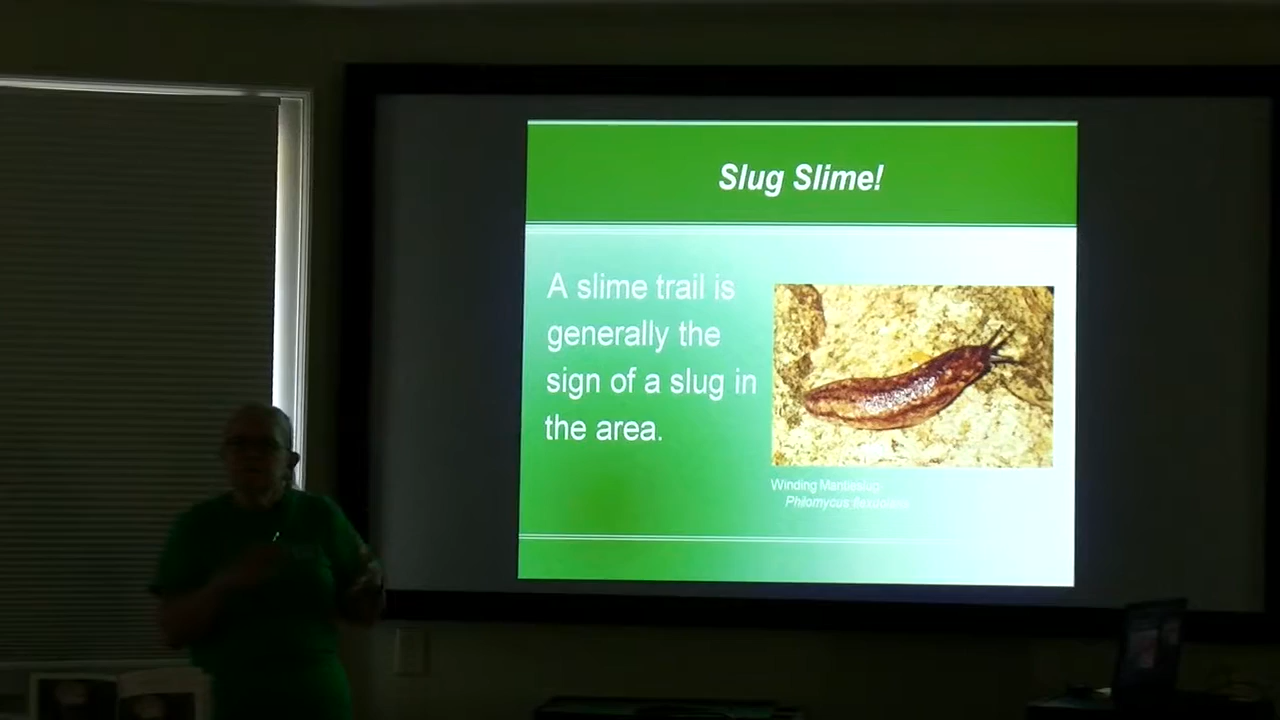 Slug Slime!
A slime trail is
generally the
sign of a slug in
the area.
Winding Mantleslug
Philomycus